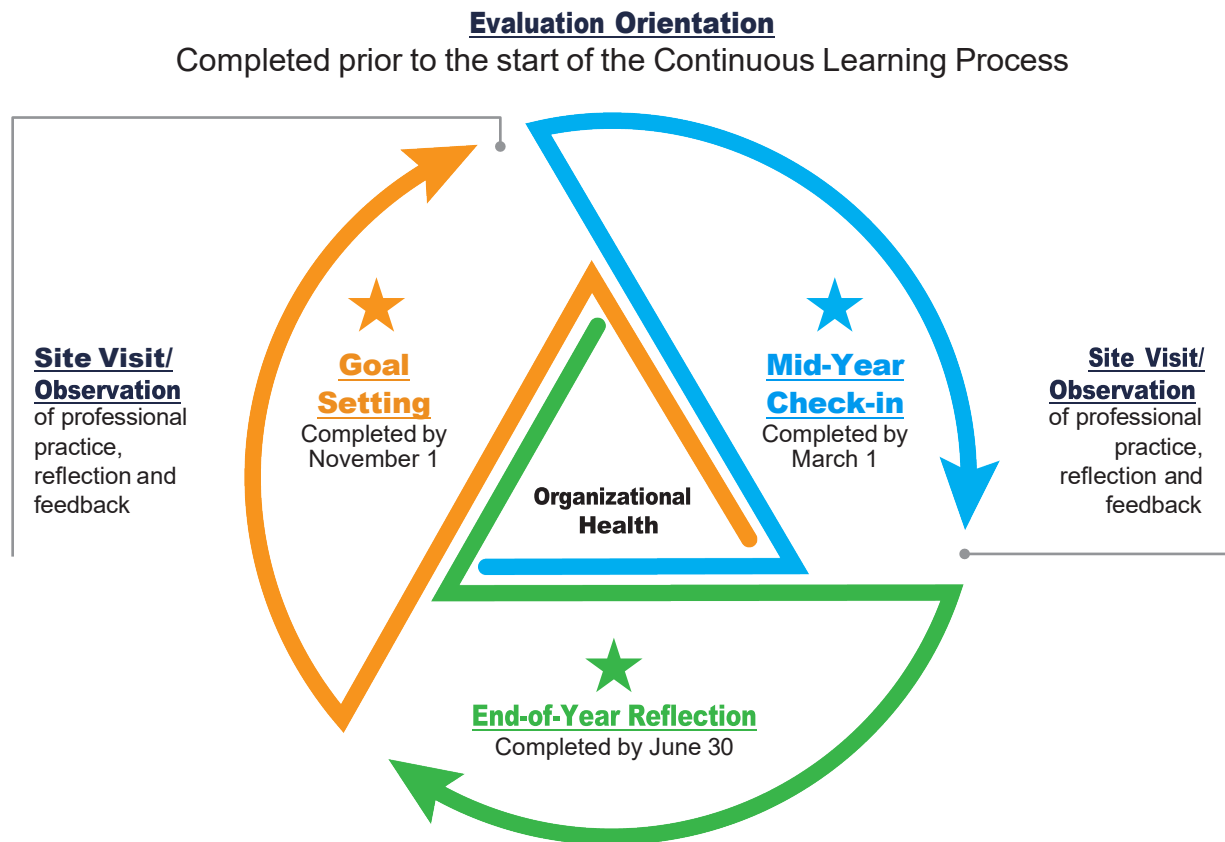 Evaluation Orientation
Completed prior to the start of the Continuous Learning Process
Site Visit/
Observation
of professional
practice,
reflection and
feedback
Goal
Setting
Completed by
November 1
Organizational
Health
Mid-Year
Check-in
Completed by
March 1
Site Visit/
Observation
of professional
practice,
reflection and
feedback
End-of-Year Reflection
Completed by June 30